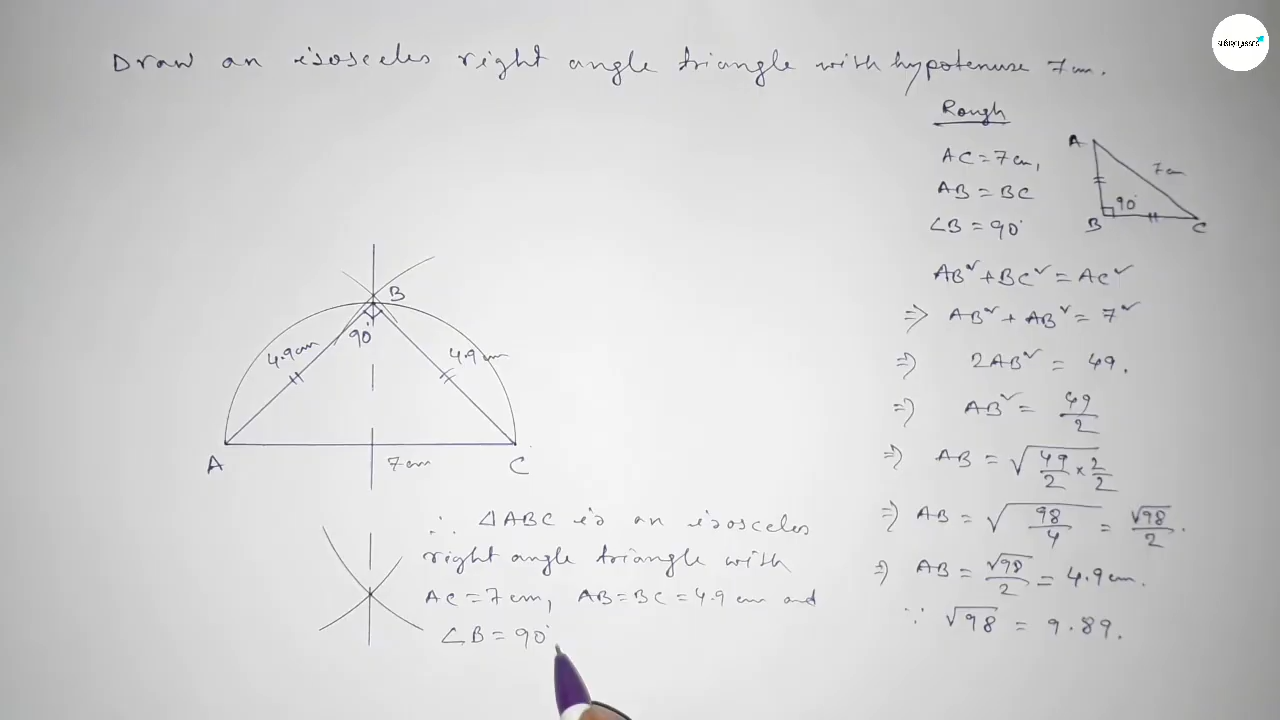 Draw an isosceles right angle triangle with hypotenuse 7cm.
Rough
AC = 7cm,
AB = BC
∠B = 90°
A
7cm
90°
B
C
AB² + BC² = AC²
⇒ AB² + AB² = 7²
⇒ 2AB² = 49.
⇒ AB² = 49/2
⇒ AB = √(49/2 × 2/2)
⇒ AB = √(98/4) = √98/2.
⇒ AB = √98/2 = 4.9cm.
∵ √98 = 9.89.
B
90°
4.9cm
4.9cm
A
7cm
C
∴ △ABC is an isosceles
right angle triangle with
AC = 7cm, AB = BC = 4.9 cm and
∠B = 90°